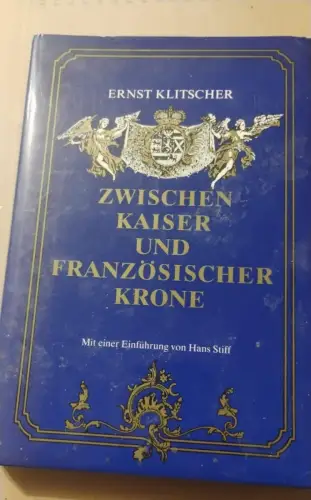 ERNST KLITSCHER
ZWISCHEN
KAISER
UND
FRANZÖSISCHER
KRONE
Mit einer Einführung von Hans Stiff